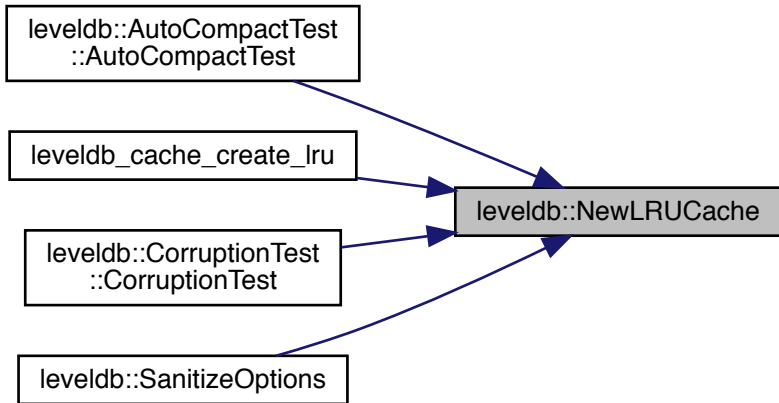 leveldb::AutoCompactTest
::AutoCompactTest
leveldb_cache_create_lru
leveldb::NewLRUCache
leveldb::CorruptionTest
::CorruptionTest
leveldb::SanitizeOptions